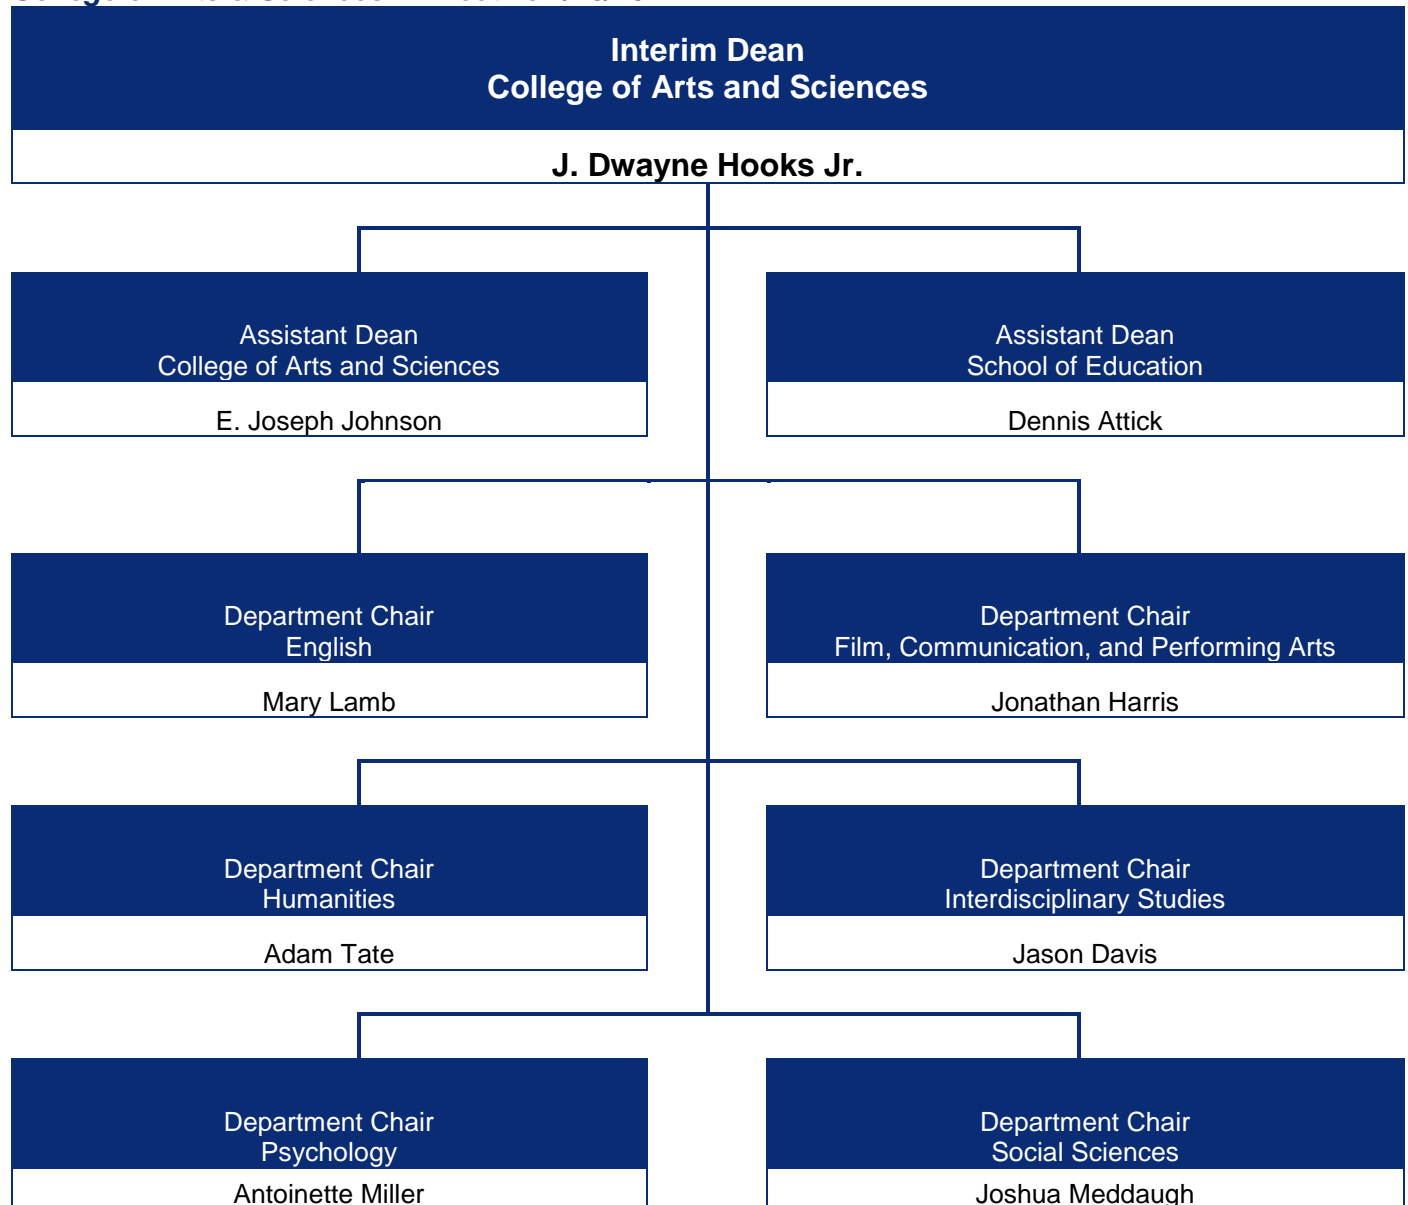 Interim Dean
College of Arts and Sciences
J. Dwayne Hooks Jr.
Assistant Dean
College of Arts and Sciences
E. Joseph Johnson
Assistant Dean
School of Education
Dennis Attick
Department Chair
English
Mary Lamb
Department Chair
Film, Communication, and Performing Arts
Jonathan Harris
Department Chair
Humanities
Adam Tate
Department Chair
Interdisciplinary Studies
Jason Davis
Department Chair
Psychology
Antoinette Miller
Department Chair
Social Sciences
Joshua Meddaugh